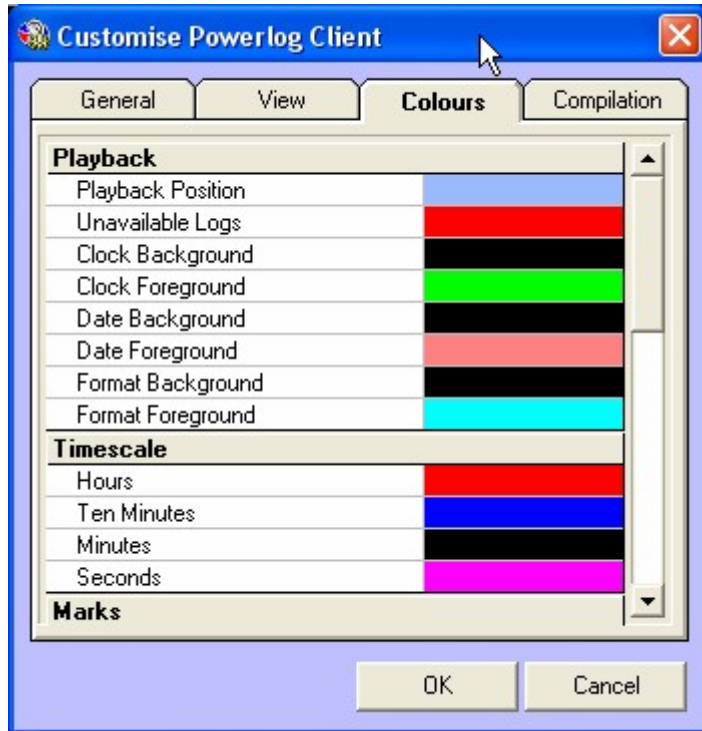 Customise Powerlog Client
General View Colours Compilation
Playback
Playback Position
Unavailable Logs
Clock Background
Clock Foreground
Date Background
Date Foreground
Format Background
Format Foreground
Timescale
Hours
Ten Minutes
Minutes
Seconds
Marks
OK Cancel